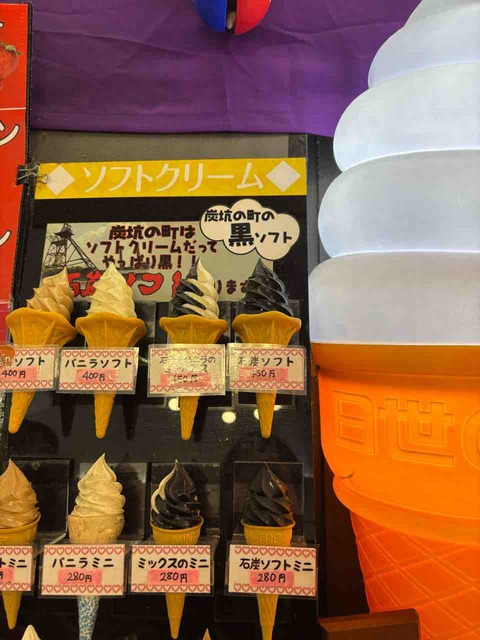 ◆ソフトクリーム◆
炭坑の町は
ソフトクリームだって
やっぱり黒!
炭坑の町の
黒ソフト
ソフト
400円
バニラソフト
400円
石炭ソフト
50円
トミニ
円
バニラミニ
280円
ミックスのミニ
280円
石炭ソフトミニ
280円
日世